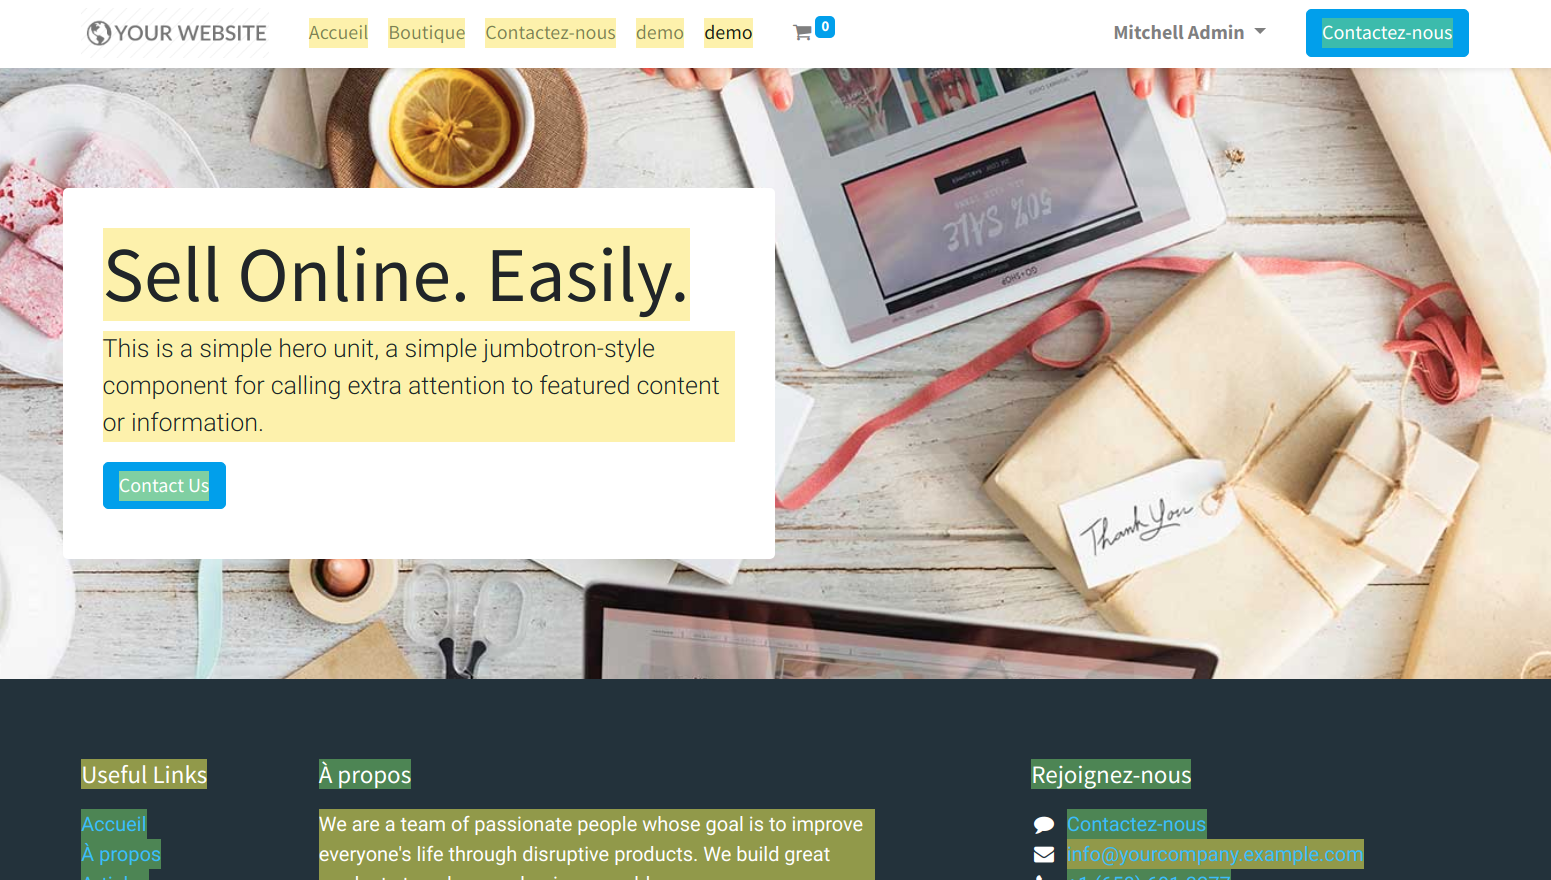 YOUR WEBSITE
Accueil
Boutique
Contactez-nous
demo
demo
0
Mitchell Admin
Contactez-nous
50% SALE
Thank You
Sell Online. Easily.
This is a simple hero unit, a simple jumbotron-style
component for calling extra attention to featured content
or information.
Contact Us
Useful Links
Accueil
À propos
À propos
We are a team of passionate people whose goal is to improve
everyone's life through disruptive products. We build great
Rejoignez-nous
Contactez-nous
info@yourcompany.example.com